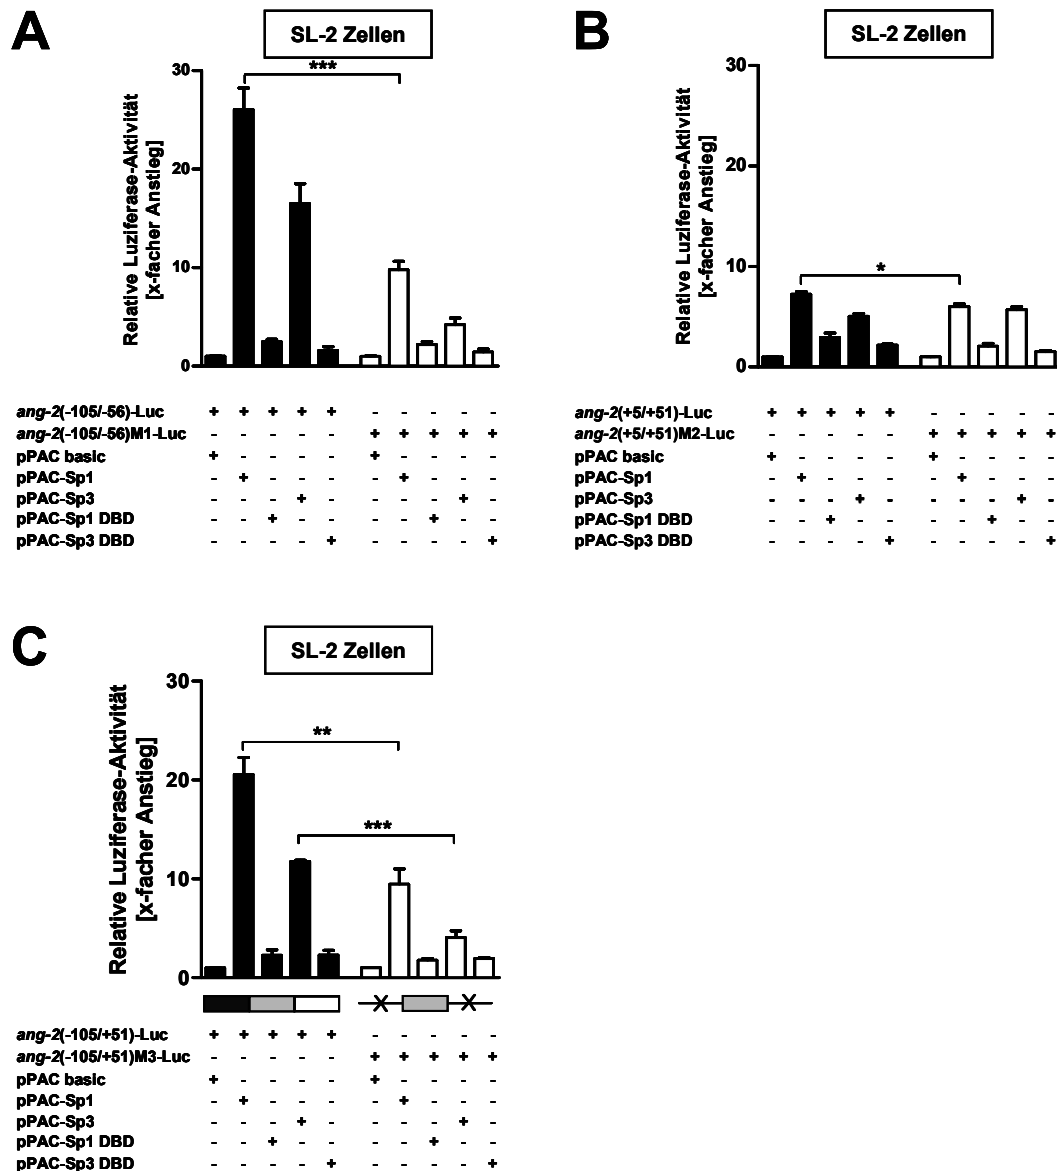 A
SL-2 Zellen
Relative Luziferase-Aktivität
[x-facher Anstieg]
30
20
10
0
***
ang-2(-105/-56)-Luc + + + + + - - - - -
ang-2(-105/-56)M1-Luc - - - - - + + + + +
pPAC basic + - - - - + - - - -
pPAC-Sp1 - + - - - - + - - -
pPAC-Sp3 - - - + - - - - + -
pPAC-Sp1 DBD - - + - - - - + - -
pPAC-Sp3 DBD - - - - + - - - - +
B
SL-2 Zellen
Relative Luziferase-Aktivität
[x-facher Anstieg]
30
20
10
0
*
ang-2(+5/+51)-Luc + + + + + - - - - -
ang-2(+5/+51)M2-Luc - - - - - + + + + +
pPAC basic + - - - - + - - - -
pPAC-Sp1 - + - - - - + - - -
pPAC-Sp3 - - - + - - - - + -
pPAC-Sp1 DBD - - + - - - - + - -
pPAC-Sp3 DBD - - - - + - - - - +
C
SL-2 Zellen
Relative Luziferase-Aktivität
[x-facher Anstieg]
30
20
10
0
**
***
X X
ang-2(-105/+51)-Luc + + + + + - - - - -
ang-2(-105/+51)M3-Luc - - - - - + + + + +
pPAC basic + - - - - + - - - -
pPAC-Sp1 - + - - - - + - - -
pPAC-Sp3 - - - + - - - - + -
pPAC-Sp1 DBD - - + - - - - + - -
pPAC-Sp3 DBD - - - - + - - - - +